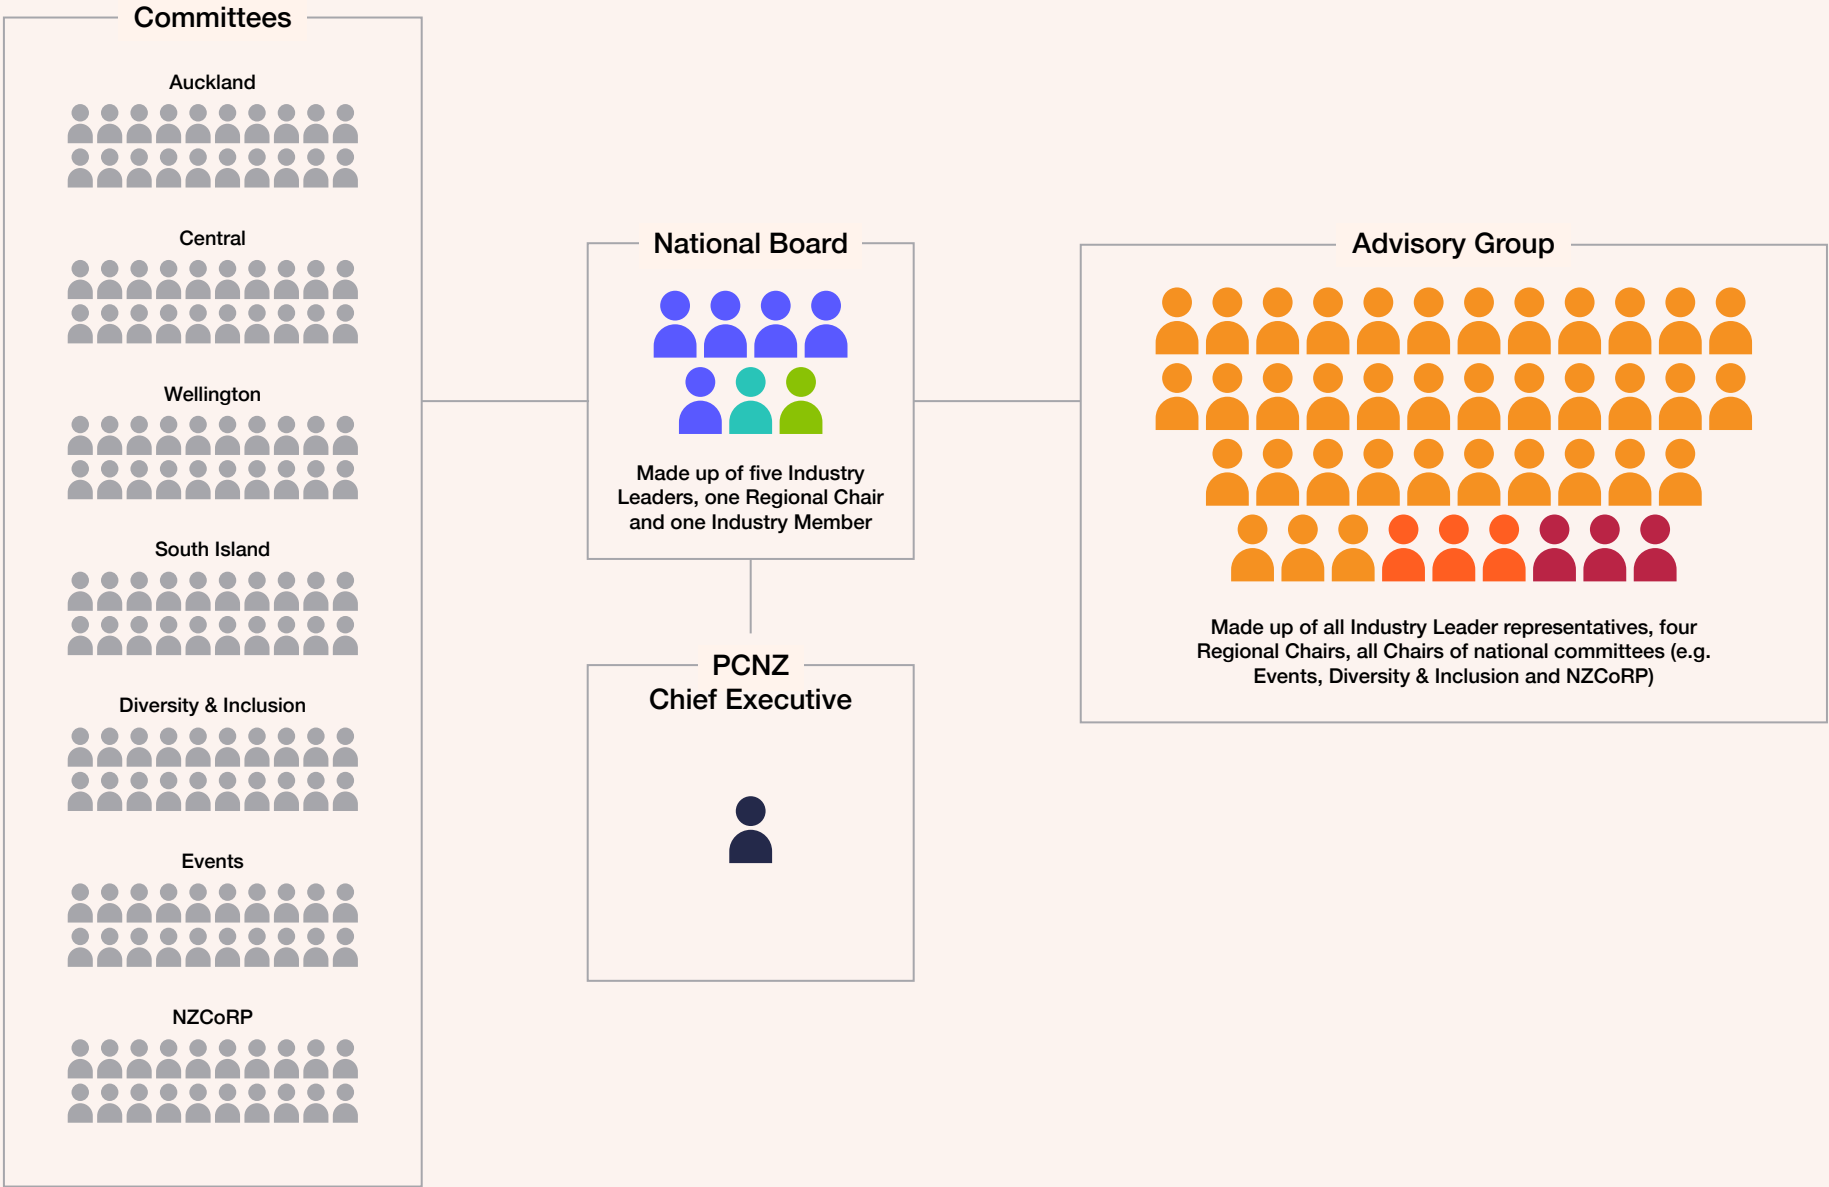 Committees
Auckland
Central
Wellington
South Island
Diversity & Inclusion
Events
NZCoRP
National Board
Made up of five Industry
Leaders, one Regional Chair
and one Industry Member
PCNZ
Chief Executive
Advisory Group
Made up of all Industry Leader representatives, four
Regional Chairs, all Chairs of national committees (e.g.
Events, Diversity & Inclusion and NZCoRP)